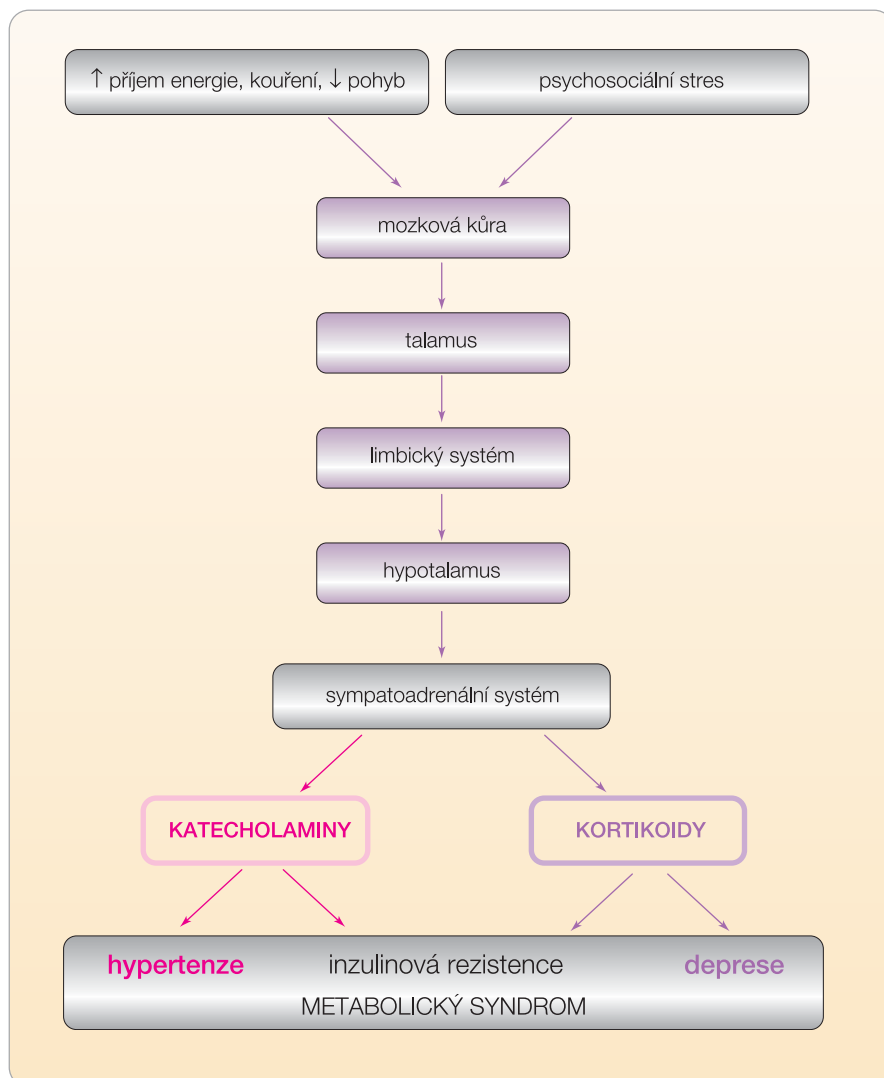 ↑ příjem energie, kouření, ↓ pohyb
psychosociální stres
mozková kůra
talamus
limbický systém
hypotalamus
sympatoadrenální systém
KATECHOLAMINY
KORTIKOIDY
hypertenze inzulinová rezistence deprese
METABOLICKÝ SYNDROM